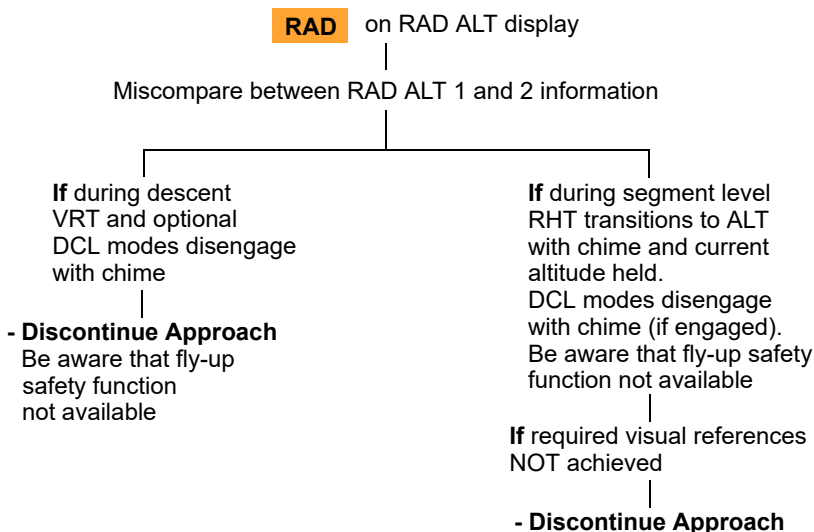 RAD on RAD ALT display
Miscompare between RAD ALT 1 and 2 information
If during descent
VRT and optional
DCL modes disengage
with chime
- Discontinue Approach
Be aware that fly-up
safety function
not available
If during segment level
RHT transitions to ALT
with chime and current
altitude held.
DCL modes disengage
with chime (if engaged).
Be aware that fly-up safety
function not available
If required visual references
NOT achieved
- Discontinue Approach